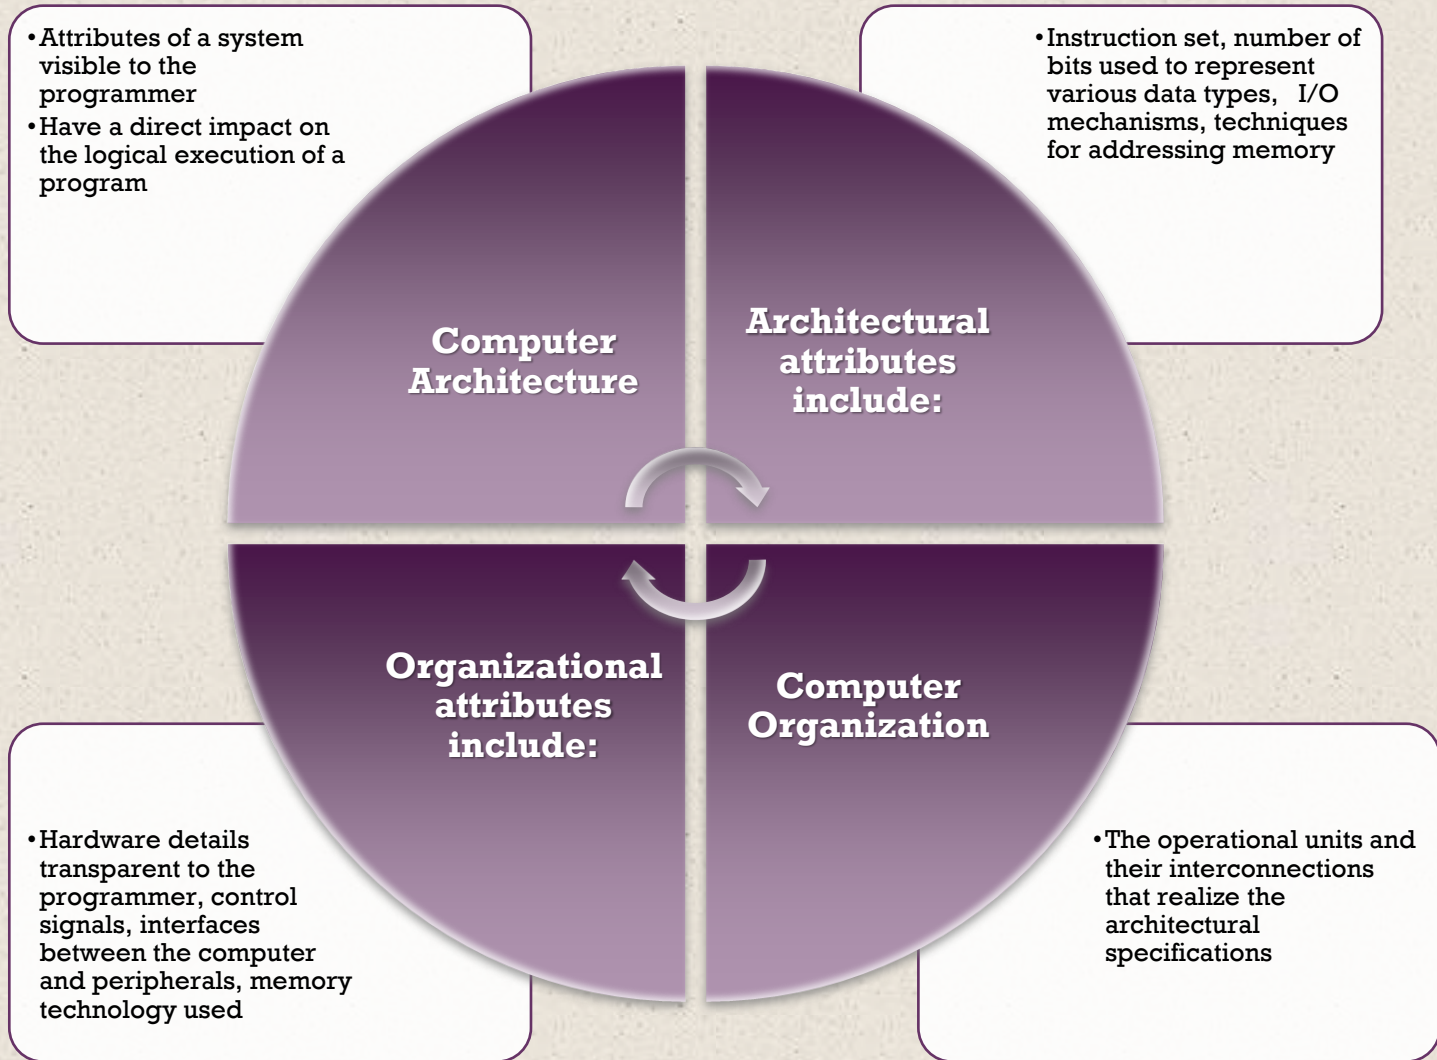 •Attributes of a system
visible to the
programmer
•Have a direct impact on
the logical execution of a
program
•Instruction set, number of
bits used to represent
various data types, I/O
mechanisms, techniques
for addressing memory
Computer
Architecture
Architectural
attributes
include:
Organizational
attributes
include:
Computer
Organization
•Hardware details
transparent to the
programmer, control
signals, interfaces
between the computer
and peripherals, memory
technology used
•The operational units and
their interconnections
that realize the
architectural
specifications